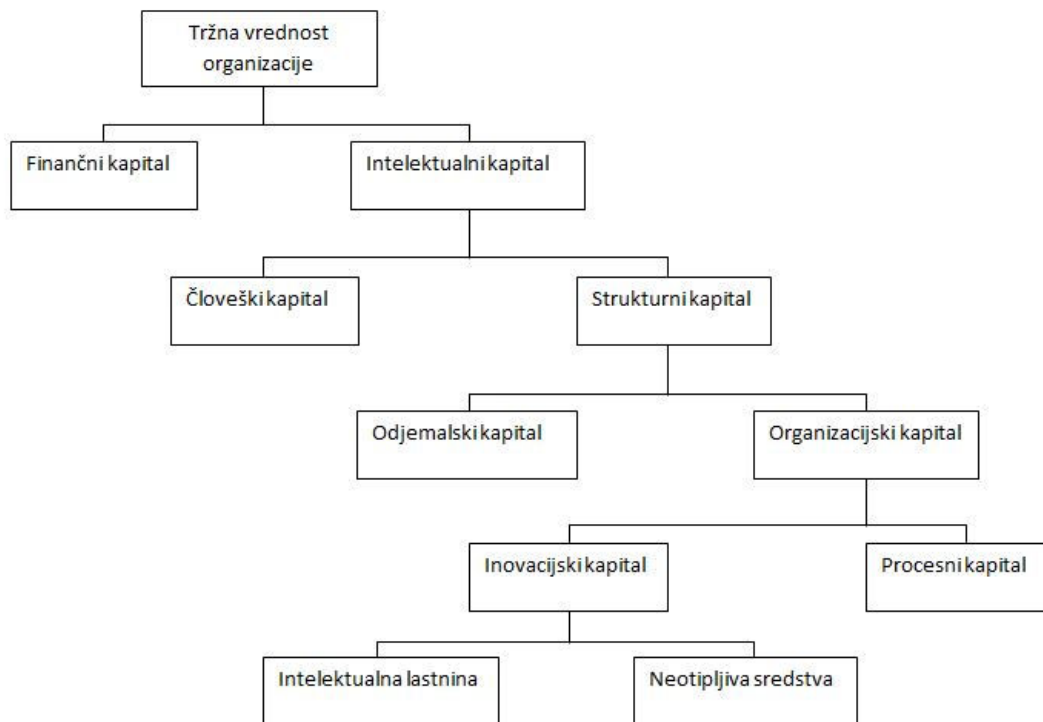 Tržna vrednost
organizacije
Finančni kapital
Intelektualni kapital
Človeški kapital
Strukturni kapital
Odjemalski kapital
Organizacijski kapital
Inovacijski kapital
Procesni kapital
Intelektualna lastnina
Neotipljiva sredstva